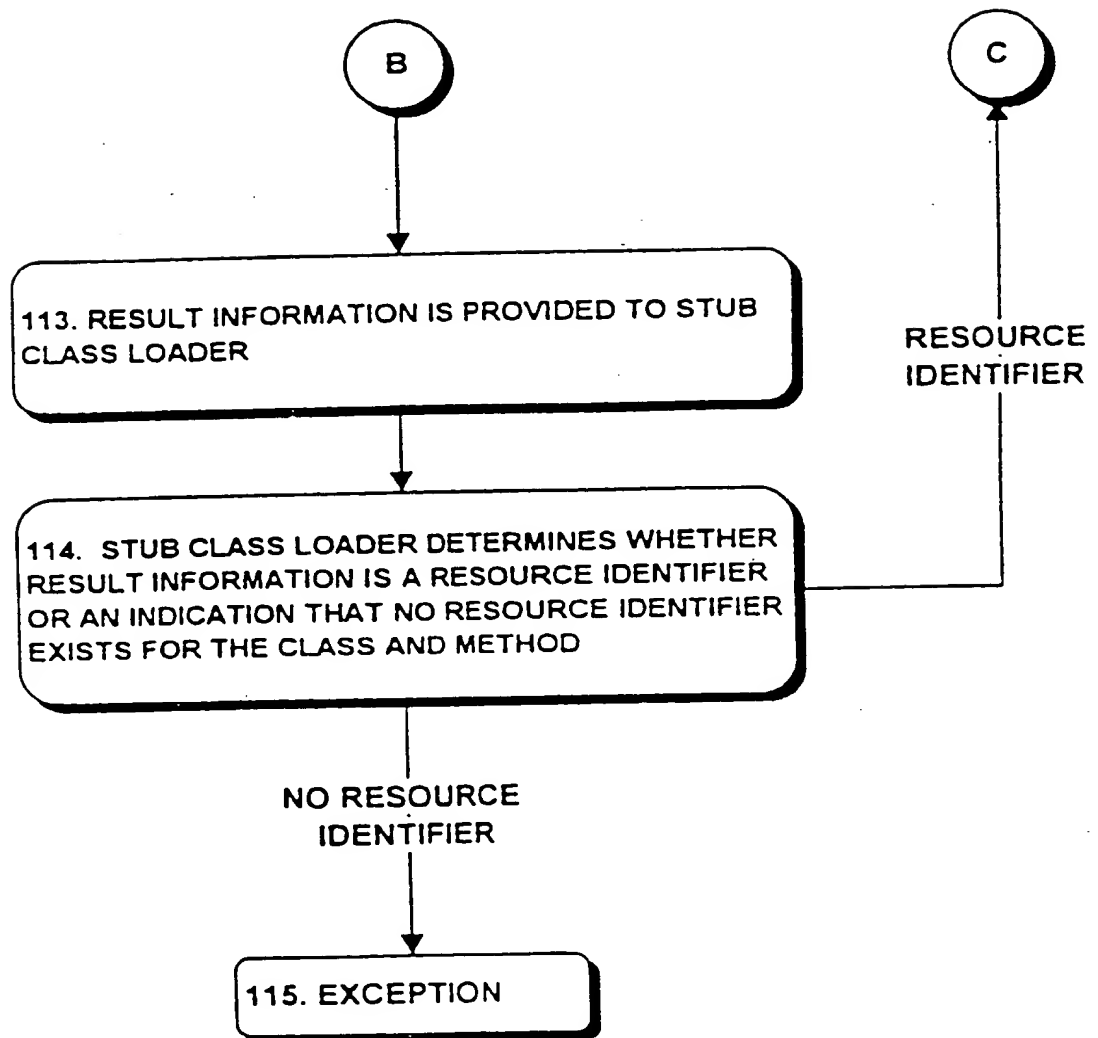 B
C
113. RESULT INFORMATION IS PROVIDED TO STUB
CLASS LOADER
RESOURCE
IDENTIFIER
114. STUB CLASS LOADER DETERMINES WHETHER
RESULT INFORMATION IS A RESOURCE IDENTIFIER
OR AN INDICATION THAT NO RESOURCE IDENTIFIER
EXISTS FOR THE CLASS AND METHOD
NO RESOURCE
IDENTIFIER
115. EXCEPTION